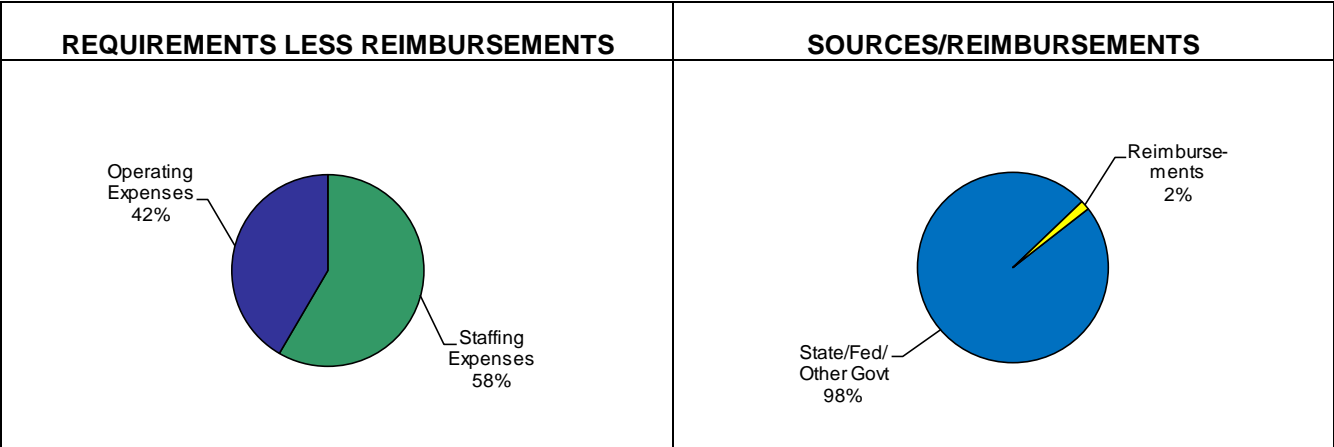 REQUIREMENTS LESS REIMBURSEMENTS
Operating
Expenses
42%
Staffing
Expenses
58%
SOURCES/REIMBURSEMENTS
Reimburse-
ments
2%
State/Fed/
Other Govt
98%